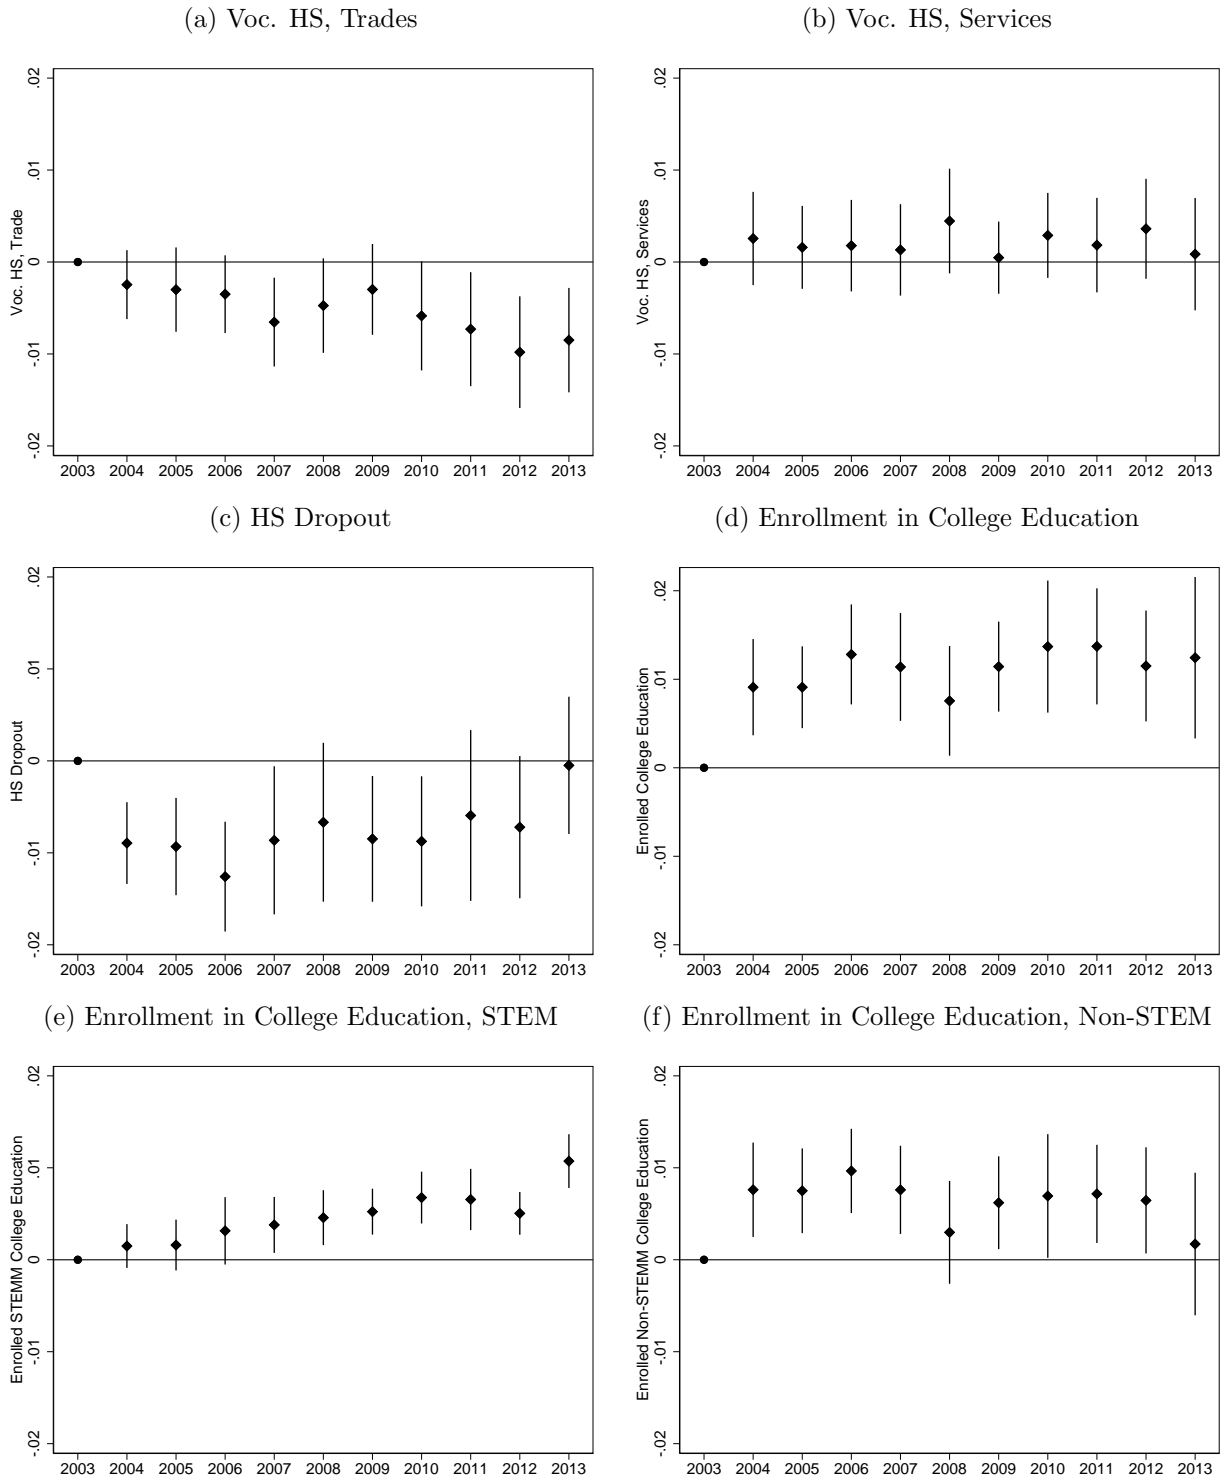 (a) Voc. HS, Trades
(b) Voc. HS, Services
Voc. HS, Trade
.02
.01
0
-.01
-.02
2003 2004 2005 2006 2007 2008 2009 2010 2011 2012 2013
Voc. HS, Services
.02
.01
0
-.01
-.02
2003 2004 2005 2006 2007 2008 2009 2010 2011 2012 2013
(c) HS Dropout
(d) Enrollment in College Education
HS Dropout
.02
.01
0
-.01
-.02
2003 2004 2005 2006 2007 2008 2009 2010 2011 2012 2013
Enrolled College Education
.02
.01
0
-.01
-.02
2003 2004 2005 2006 2007 2008 2009 2010 2011 2012 2013
(e) Enrollment in College Education, STEM
(f) Enrollment in College Education, Non-STEM
Enrolled STEMM College Education
.02
.01
0
-.01
-.02
2003 2004 2005 2006 2007 2008 2009 2010 2011 2012 2013
Enrolled Non-STEMM College Education
.02
.01
0
-.01
-.02
2003 2004 2005 2006 2007 2008 2009 2010 2011 2012 2013